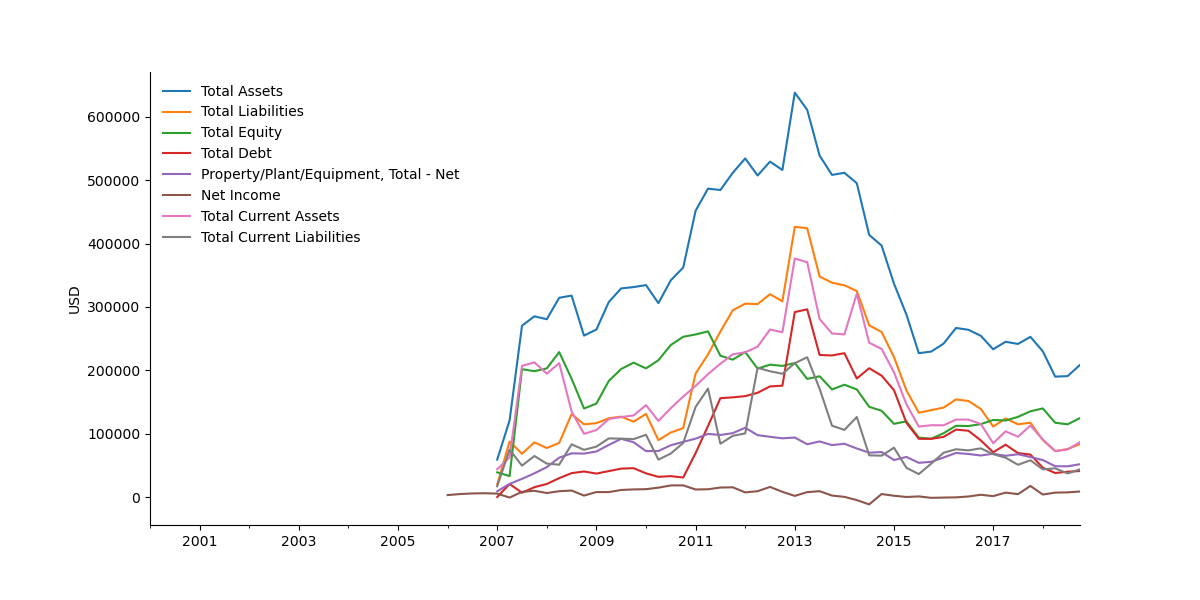 Total Assets
Total Liabilities
Total Equity
Total Debt
Property/Plant/Equipment, Total - Net
Net Income
Total Current Assets
Total Current Liabilities
USD
600000
500000
400000
300000
200000
100000
0
2001 2003 2005 2007 2009 2011 2013 2015 2017